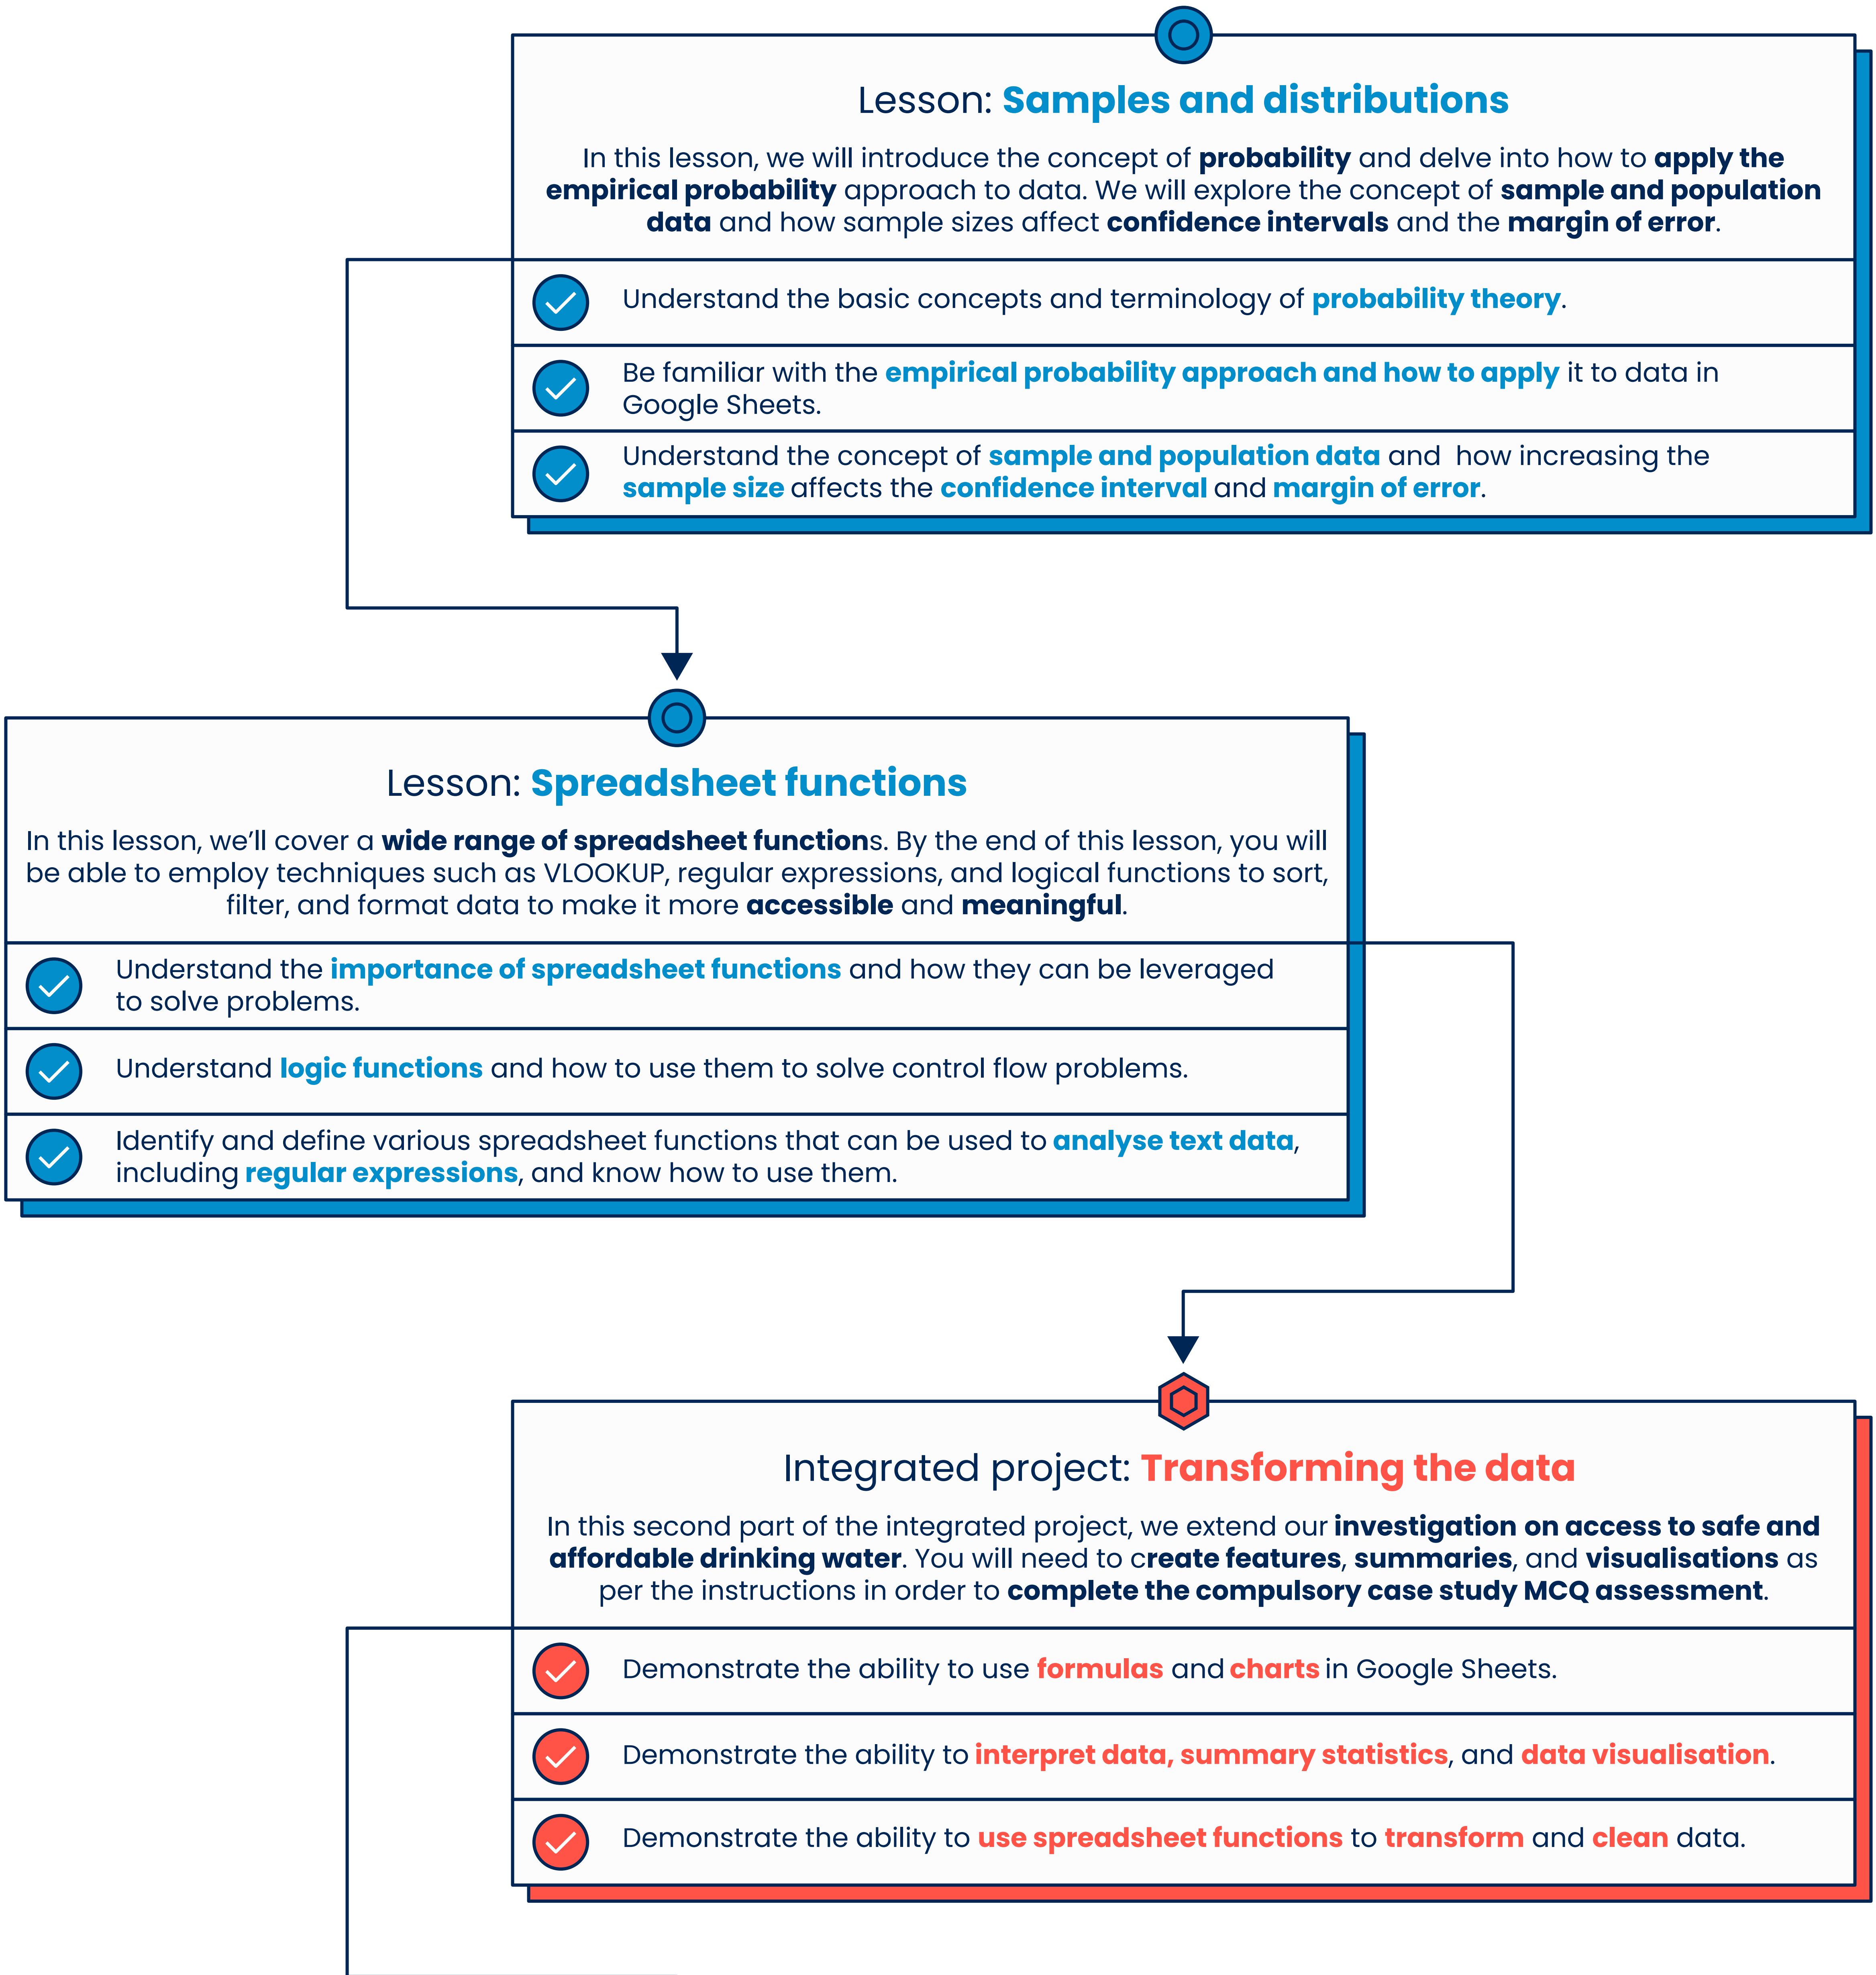 Lesson: Samples and distributions
In this lesson, we will introduce the concept of probability and delve into how to apply the
empirical probability approach to data. We will explore the concept of sample and population
data and how sample sizes affect confidence intervals and the margin of error.
Understand the basic concepts and terminology of probability theory.
Be familiar with the empirical probability approach and how to apply it to data in
Google Sheets.
Understand the concept of sample and population data and how increasing the
sample size affects the confidence interval and margin of error.
Lesson: Spreadsheet functions
In this lesson, we’ll cover a wide range of spreadsheet functions. By the end of this lesson, you will
be able to employ techniques such as VLOOKUP, regular expressions, and logical functions to sort,
filter, and format data to make it more accessible and meaningful.
Understand the importance of spreadsheet functions and how they can be leveraged
to solve problems.
Understand logic functions and how to use them to solve control flow problems.
Identify and define various spreadsheet functions that can be used to analyse text data,
including regular expressions, and know how to use them.
Integrated project: Transforming the data
In this second part of the integrated project, we extend our investigation on access to safe and
affordable drinking water. You will need to create features, summaries, and visualisations as
per the instructions in order to complete the compulsory case study MCQ assessment.
Demonstrate the ability to use formulas and charts in Google Sheets.
Demonstrate the ability to interpret data, summary statistics, and data visualisation.
Demonstrate the ability to use spreadsheet functions to transform and clean data.